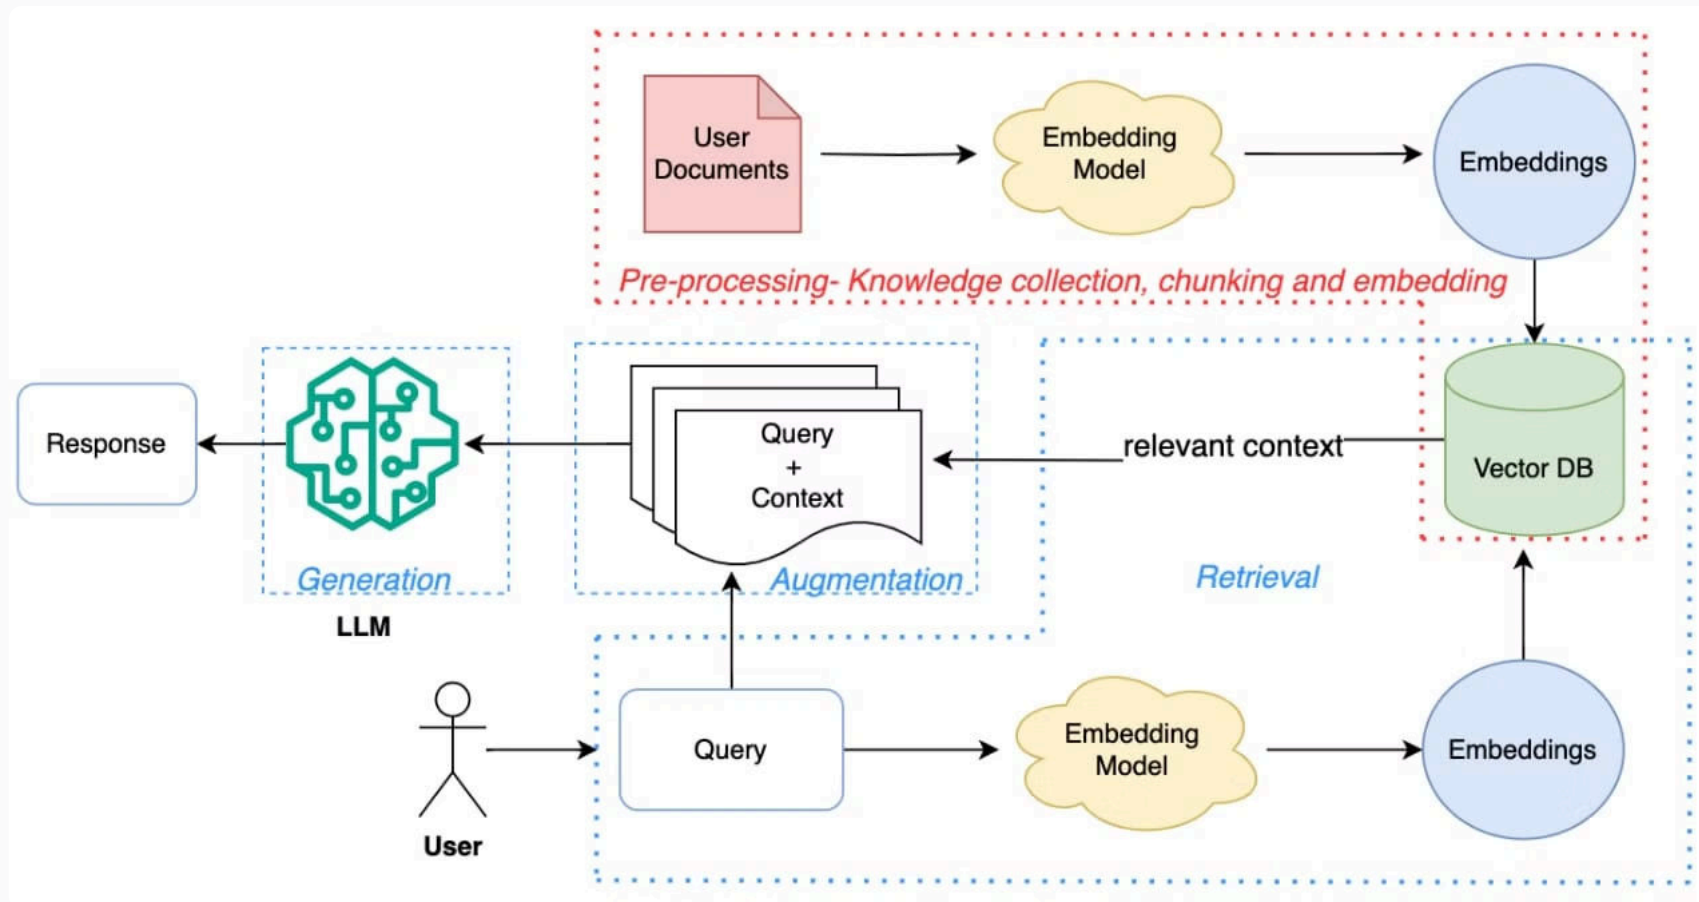 User
Documents
Embedding
Model
Embeddings
Pre-processing- Knowledge collection, chunking and embedding
Response
Generation
LLM
Query
+
Context
Augmentation
relevant context
Vector DB
Retrieval
User
Query
Embedding
Model
Embeddings